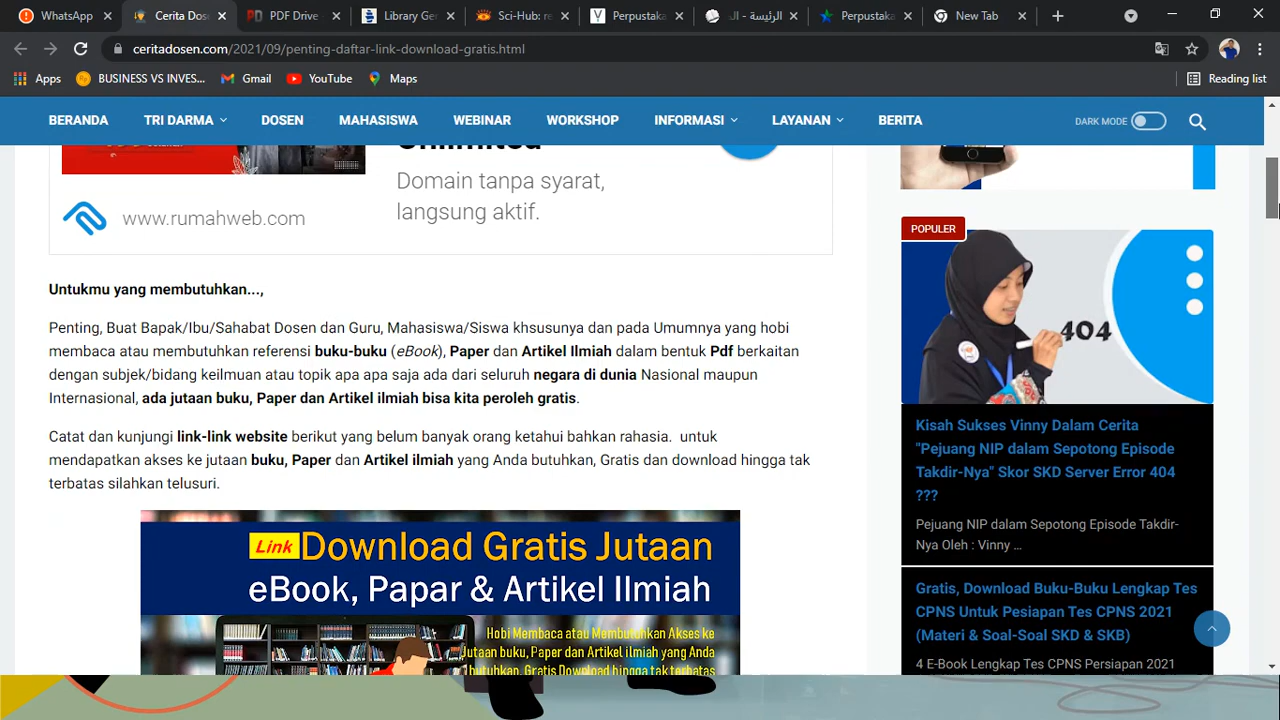 WhatsApp
Cerita Dos
PDF Drive -
Library Ge
Sci-Hub: re
Perpustaka
الرئيسة - ال
Perpustaka
New Tab
ceritadosen.com/2021/09/penting-daftar-link-download-gratis.html
Apps
BUSINESS VS INVES...
Gmail
YouTube
Maps
Reading list
BERANDA
TRI DARMA
DOSEN
MAHASISWA
WEBINAR
WORKSHOP
INFORMASI
LAYANAN
BERITA
DARK MODE
Unlimited
Domain tanpa syarat,
langsung aktif.
www.rumahweb.com
Untukmu yang membutuhkan...,
Penting, Buat Bapak/Ibu/Sahabat Dosen dan Guru, Mahasiswa/Siswa khsusunya dan pada Umumnya yang hobi
membaca atau membutuhkan referensi buku-buku (eBook), Paper dan Artikel Ilmiah dalam bentuk Pdf berkaitan
dengan subjek/bidang keilmuan atau topik apa apa saja ada dari seluruh negara di dunia Nasional maupun
Internasional, ada jutaan buku, Paper dan Artikel ilmiah bisa kita peroleh gratis.
Catat dan kunjungi link-link website berikut yang belum banyak orang ketahui bahkan rahasia. untuk
mendapatkan akses ke jutaan buku, Paper dan Artikel ilmiah yang Anda butuhkan, Gratis dan download hingga tak
terbatas silahkan telusuri.
Link Download Gratis Jutaan
eBook, Papar & Artikel Ilmiah
Hobi Membaca atau Membutuhkan Akses ke
Jutaan buku, Paper dan Artikel ilmiah yang Anda
butuhkan, Gratis Download hingga tak terbatas
POPULER
404
Kisah Sukses Vinny Dalam Cerita
"Pejuang NIP dalam Sepotong Episode
Takdir-Nya" Skor SKD Server Error 404
???
Pejuang NIP dalam Sepotong Episode Takdir-
Nya Oleh : Vinny ...
Gratis, Download Buku-Buku Lengkap Tes
CPNS Untuk Pesiapan Tes CPNS 2021
(Materi & Soal-Soal SKD & SKB)
4 E-Book Lengkap Tes CPNS Persiapan 2021